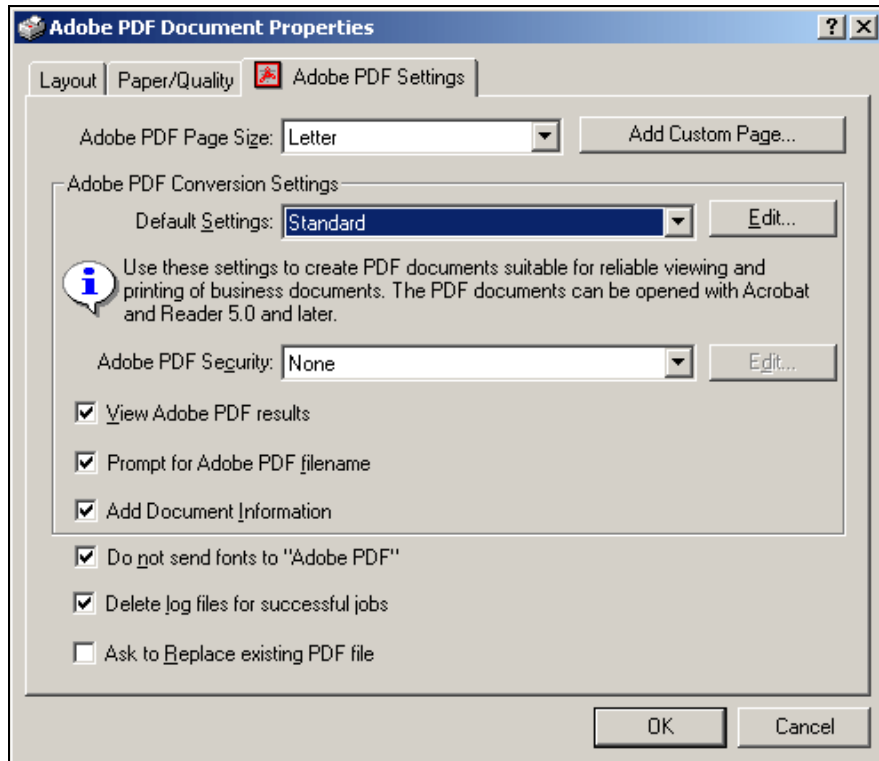 Adobe PDF Document Properties
Layout Paper/Quality Adobe PDF Settings
Adobe PDF Page Size: Letter Add Custom Page...
Adobe PDF Conversion Settings
Default Settings: Standard Edit...
Use these settings to create PDF documents suitable for reliable viewing and
printing of business documents. The PDF documents can be opened with Acrobat
and Reader 5.0 and later.
Adobe PDF Security: None Edit...
View Adobe PDF results
Prompt for Adobe PDF filename
Add Document Information
Do not send fonts to "Adobe PDF"
Delete log files for successful jobs
Ask to Replace existing PDF file
OK Cancel